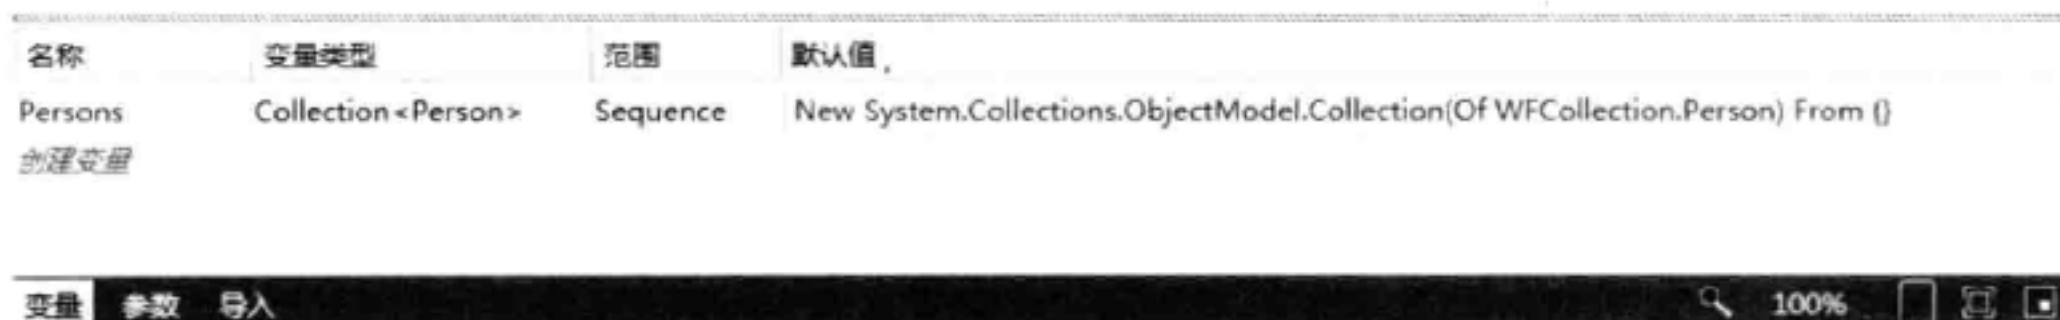 名称 变量类型 范围 默认值
Persons Collection<Person> Sequence New System.Collections.ObjectModel.Collection(Of WFCollection.Person) From {}
创建变量
变量 参数 导入 100%